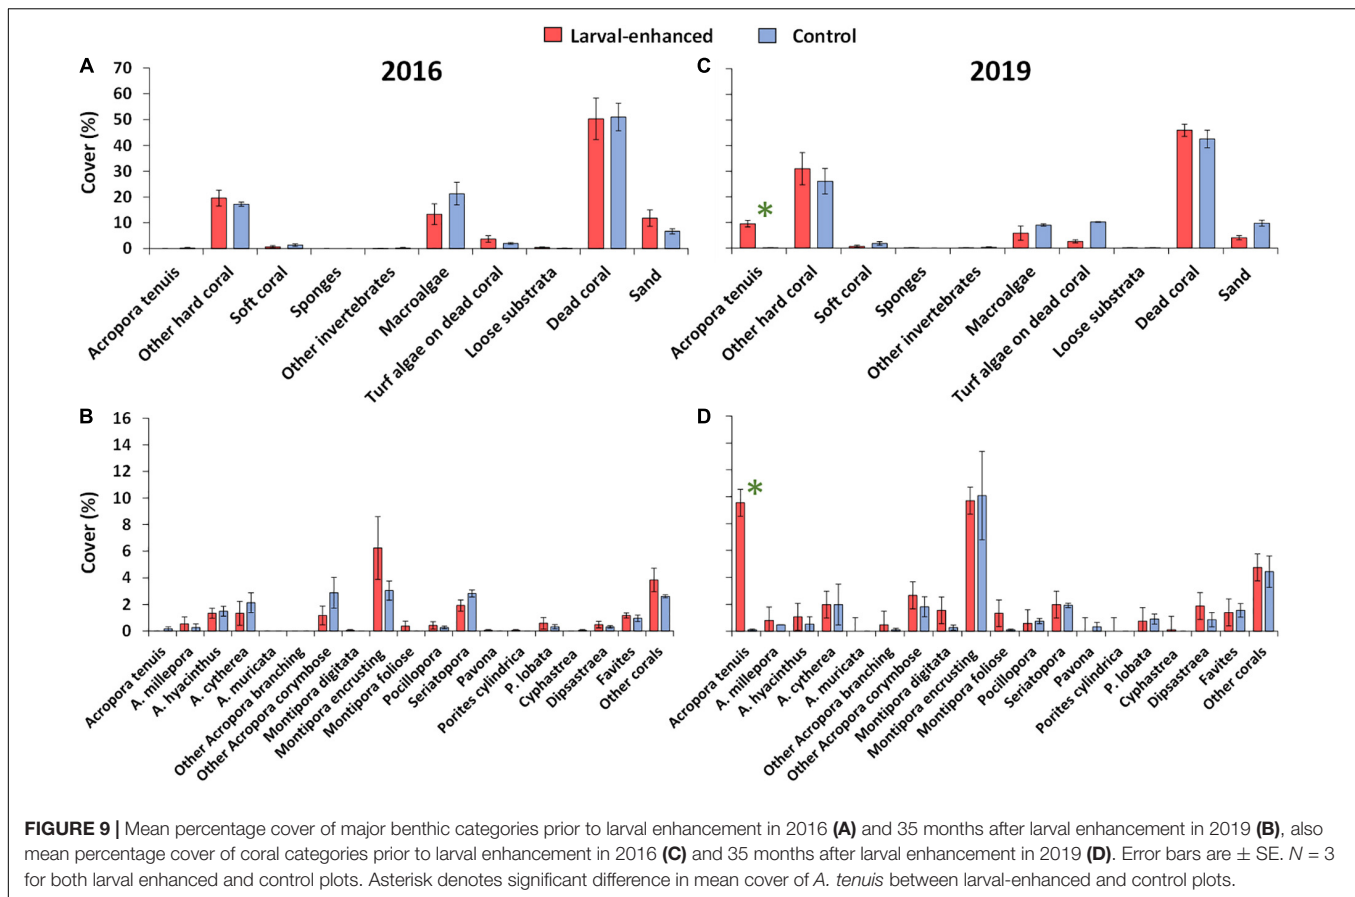 Larval-enhanced Control
A 2016
70
60
50
40
30
20
10
0
Cover (%)
Acropora tenuis
Other hard coral
Soft coral
Sponges
Other invertebrates
Macroalgae
Turf algae on dead coral
Loose substrata
Dead coral
Sand
C 2019
*
Acropora tenuis
Other hard coral
Soft coral
Sponges
Other invertebrates
Macroalgae
Turf algae on dead coral
Loose substrata
Dead coral
Sand
B
16
14
12
10
8
6
4
2
0
Cover (%)
Acropora tenuis
A. millepora
A. hyacinthus
A. cytherea
A. muricata
Other Acropora branching
Other Acropora corymbose
Montipora digitata
Montipora encrusting
Montipora foliose
Pocillopora
Seriatopora
Pavona
Porites cylindrica
P. lobata
Cyphastrea
Dipsastraea
Favites
Other corals
D
*
Acropora tenuis
A. millepora
A. hyacinthus
A. cytherea
A. muricata
Other Acropora branching
Other Acropora corymbose
Montipora digitata
Montipora encrusting
Montipora foliose
Pocillopora
Seriatopora
Pavona
Porites cylindrica
P. lobata
Cyphastrea
Dipsastraea
Favites
Other corals
FIGURE 9 | Mean percentage cover of major benthic categories prior to larval enhancement in 2016 (A) and 35 months after larval enhancement in 2019 (B), also
mean percentage cover of coral categories prior to larval enhancement in 2016 (C) and 35 months after larval enhancement in 2019 (D). Error bars are ± SE. N = 3
for both larval enhanced and control plots. Asterisk denotes significant difference in mean cover of A. tenuis between larval-enhanced and control plots.